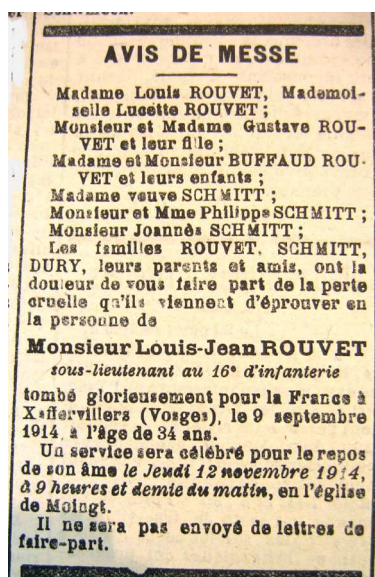 AVIS DE MESSE
Madame Louis ROUVET, Mademoi-
selle Lucette ROUVET ;
Monsieur et Madame Gustave ROU-
VET et leur fille ;
Madame et Monsieur BUFFAUD ROU-
VET et leurs enfants ;
Madame veuve SCHMITT ;
Monsieur et Mme Philippe SCHMITT ;
Monsieur Joannès SCHMITT ;
Les familles ROUVET, SCHMITT,
DURY, leurs parents et amis, ont la
douleur de vous faire part de la perte
cruelle qu'ils viennent d'éprouver en
la personne de
Monsieur Louis-Jean ROUVET
sous-lieutenant au 16e d'infanterie
tombé glorieusement pour la France à
Xaffervillers (Vosges), le 9 septembre
1914, à l'âge de 34 ans.
Un service sera célébré pour le repos
de son âme le Jeudi 12 novembre 1914,
à 9 heures et demie du matin, en l'église
de Moingt.
Il ne sera pas envoyé de lettres de
faire-part.